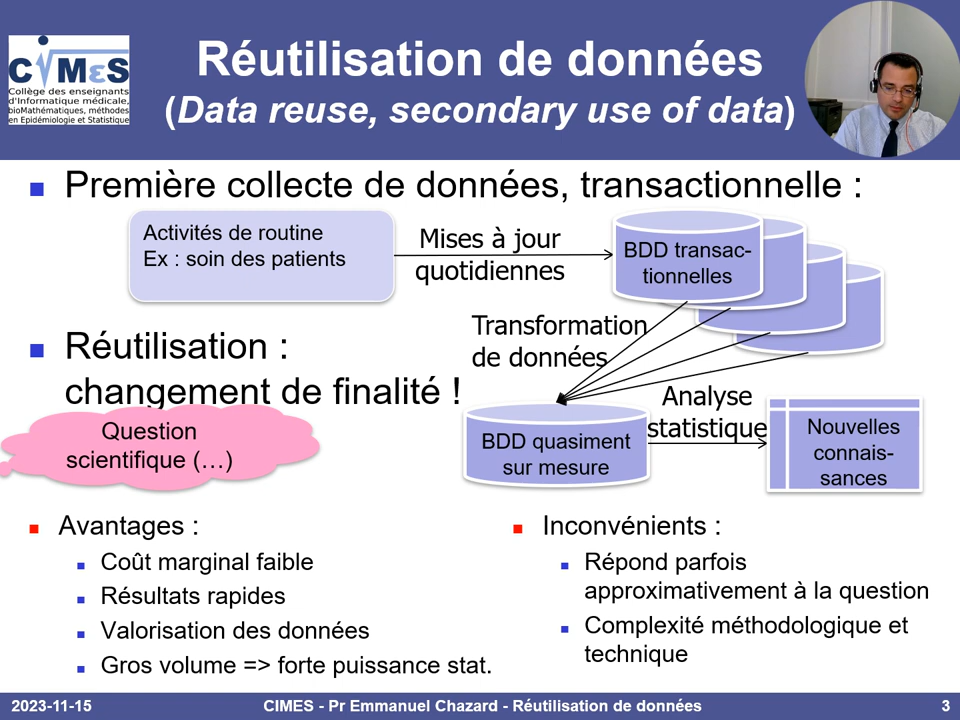 CIMES
Collège des enseignants
d'Informatique médicale,
bioMathématiques, méthodes
en Epidémiologie et Statistique
Réutilisation de données
(Data reuse, secondary use of data)
Première collecte de données, transactionnelle :
Activités de routine
Ex : soin des patients
Mises à jour
quotidiennes
BDD transac-
tionnelles
Réutilisation :
changement de finalité !
Transformation
de données
Question
scientifique (…)
BDD quasiment
sur mesure
Analyse
statistique
Nouvelles
connais-
sances
Avantages :
Coût marginal faible
Résultats rapides
Valorisation des données
Gros volume => forte puissance stat.
Inconvénients :
Répond parfois
approximativement à la question
Complexité méthodologique et
technique
2023-11-15
CIMES - Pr Emmanuel Chazard - Réutilisation de données
3